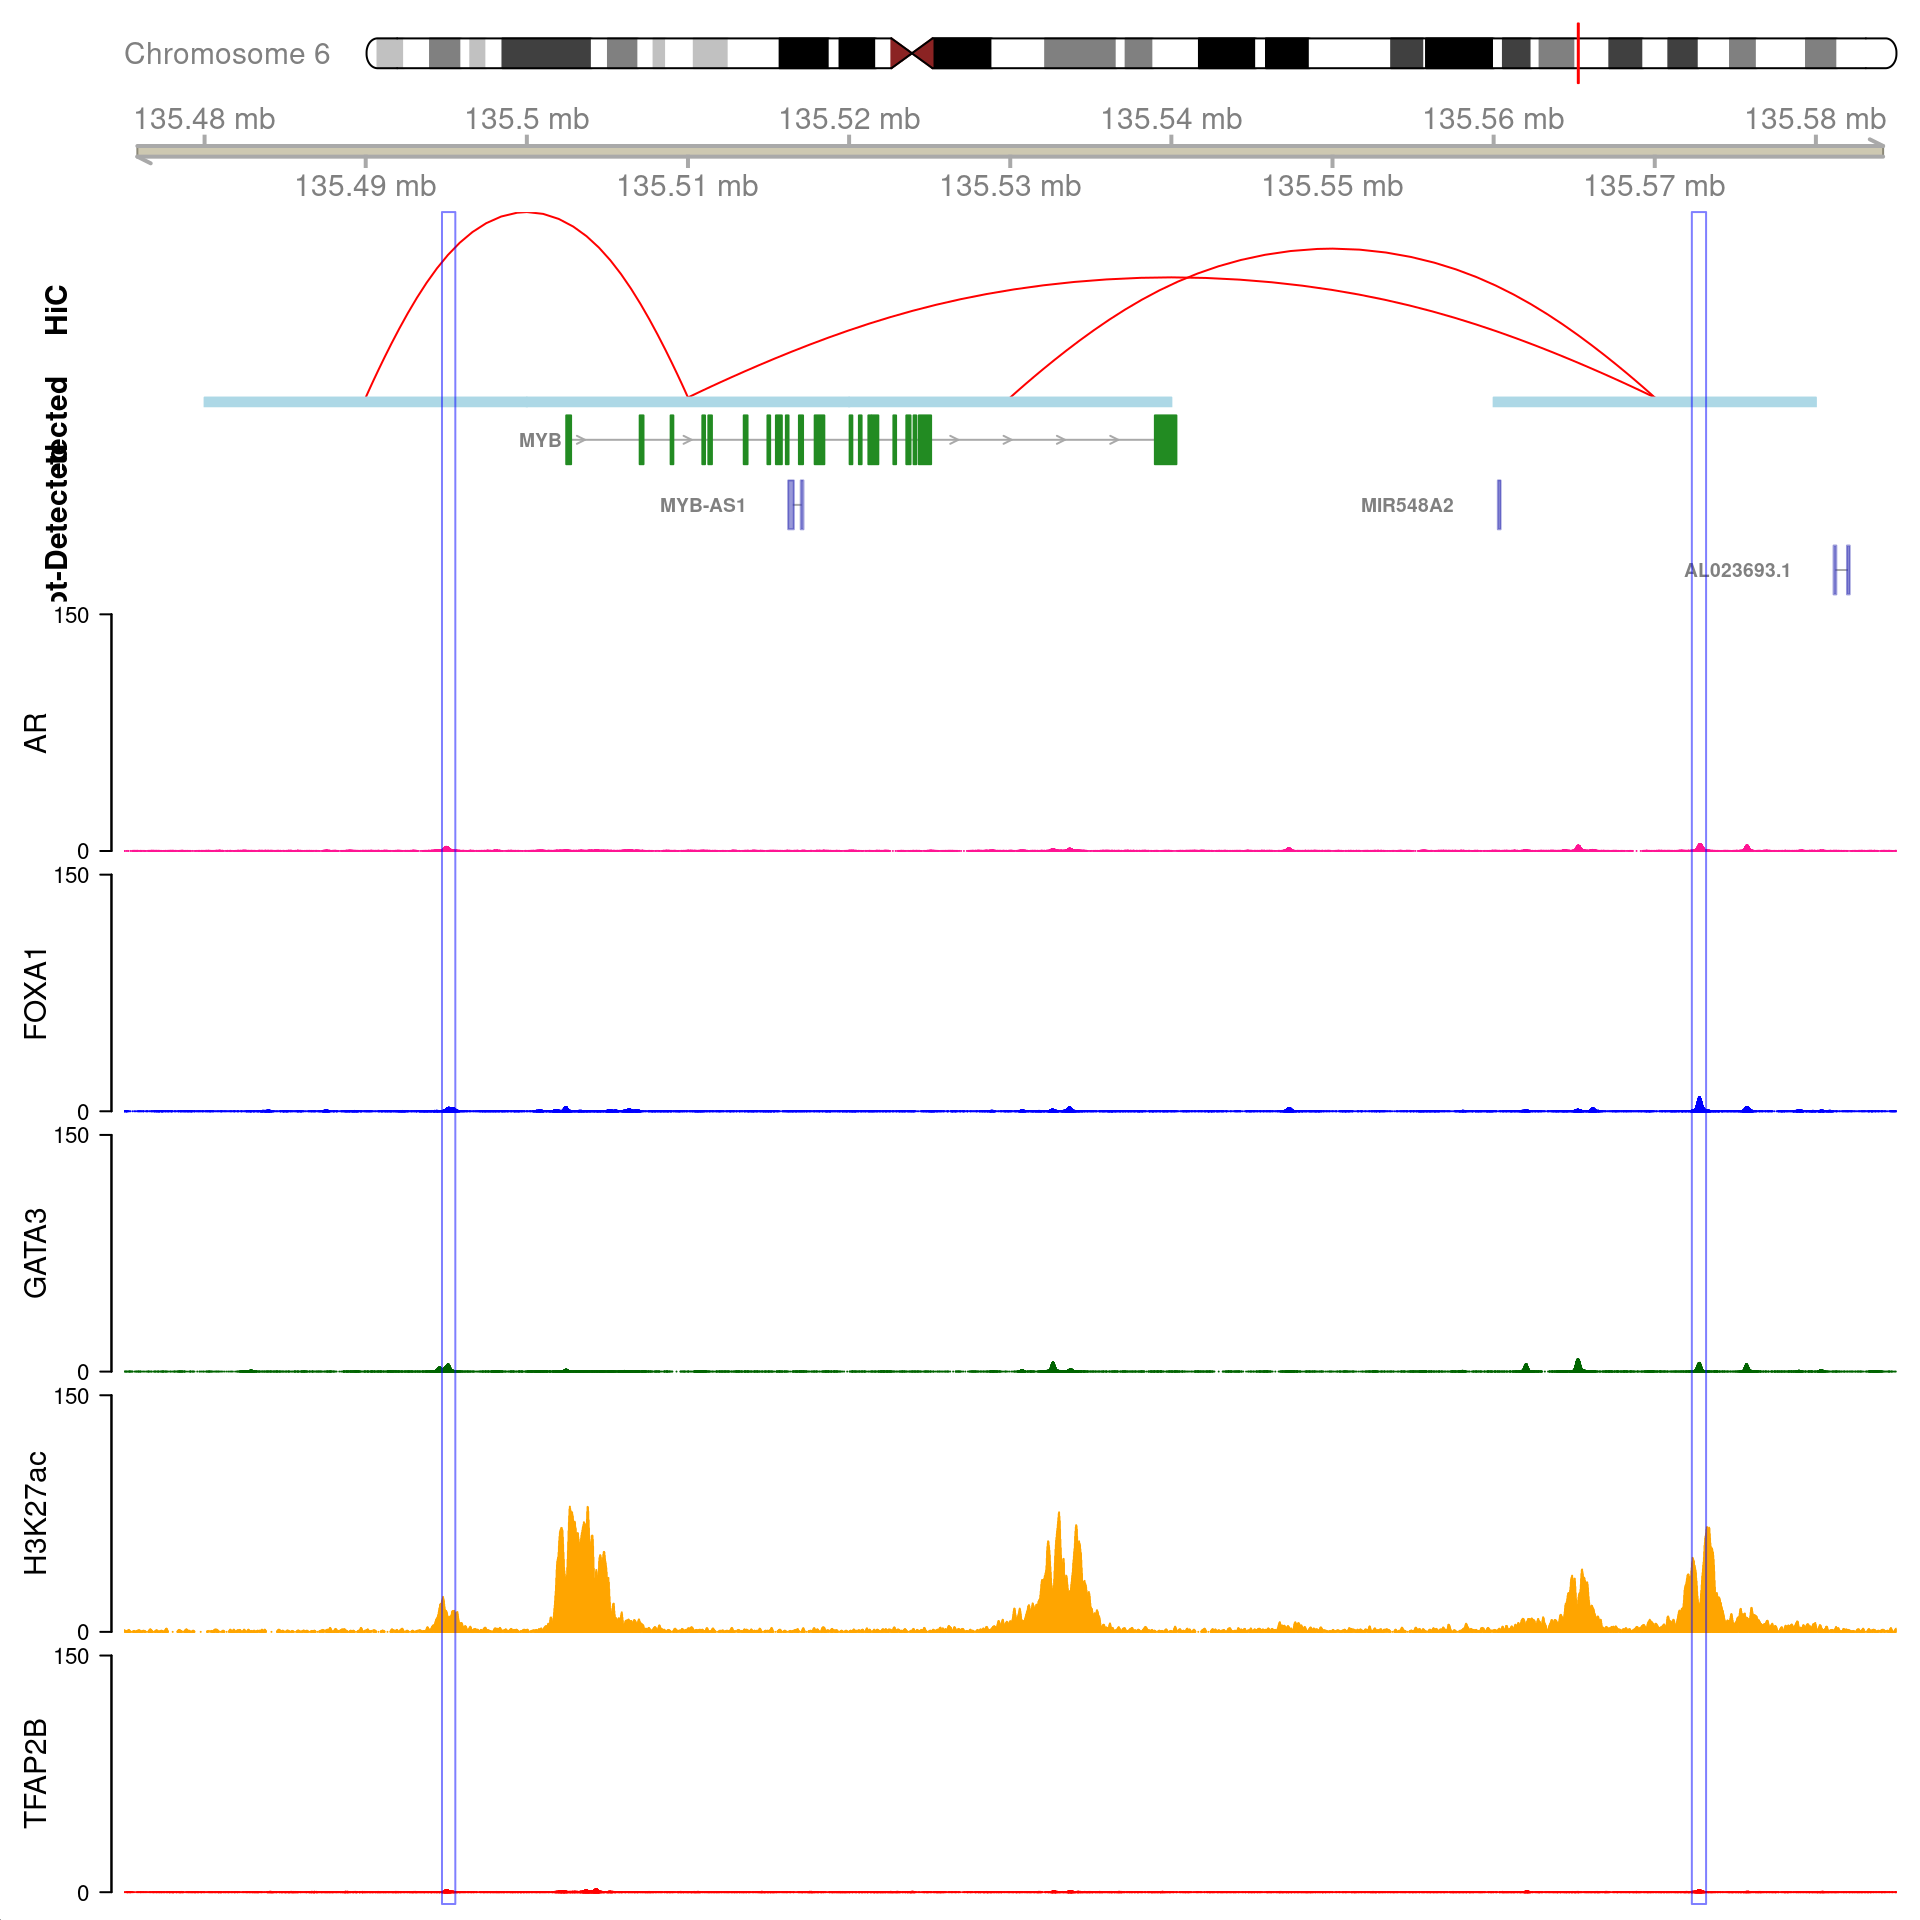 Chromosome 6
135.48 mb 135.5 mb 135.52 mb 135.54 mb 135.56 mb 135.58 mb
135.49 mb 135.51 mb 135.53 mb 135.55 mb 135.57 mb
HiC
MYB
MYB-AS1
MIR548A2
AL023693.1
t-Detected
150
AR
0
150
FOXA1
0
150
GATA3
0
150
H3K27ac
0
150
TFAP2B
0